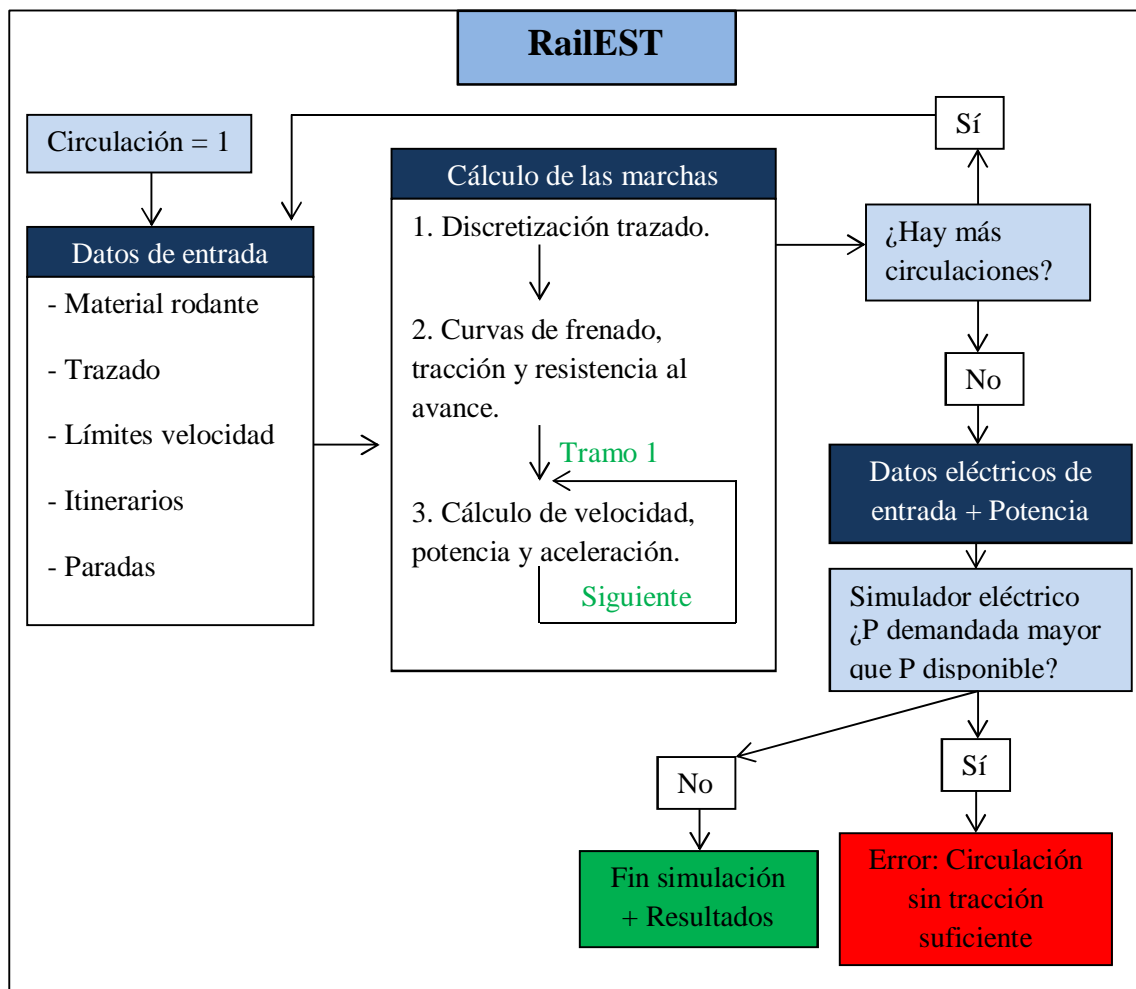 RailEST
Circulación = 1
Datos de entrada
- Material rodante
- Trazado
- Límites velocidad
- Itinerarios
- Paradas
Cálculo de las marchas
1. Discretización trazado.
2. Curvas de frenado,
tracción y resistencia al
avance.
Tramo 1
3. Cálculo de velocidad,
potencia y aceleración.
Siguiente
Sí
¿Hay más
circulaciones?
No
Datos eléctricos de
entrada + Potencia
Simulador eléctrico
¿P demandada mayor
que P disponible?
No
Sí
Fin simulación
+ Resultados
Error: Circulación
sin tracción
suficiente